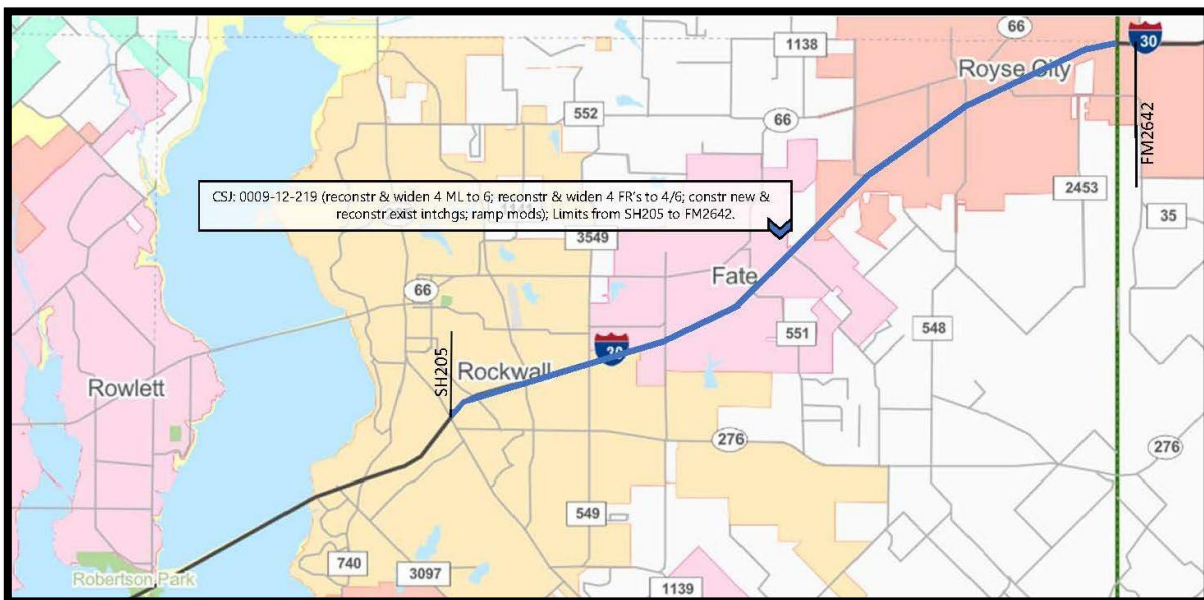 66
30
1138
Royse City
552
66
FM2642
CSJ: 0009-12-219 (reconstr & widen 4 ML to 6; reconstr & widen 4 FR's to 4/6; constr new &
reconstr exist intchgs; ramp mods); Limits from SH205 to FM2642.
2453
35
3549
Fate
66
551
548
SH205
Rockwall
Rowlett
276
276
549
740
3097
Robertson Park
1139